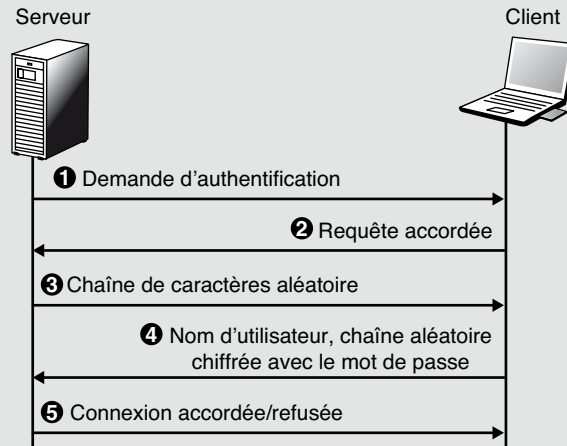 Serveur
Client
❶ Demande d'authentification
❷ Requête accordée
❸ Chaîne de caractères aléatoire
❹ Nom d'utilisateur, chaîne aléatoire
chiffrée avec le mot de passe
❺ Connexion accordée/refusée